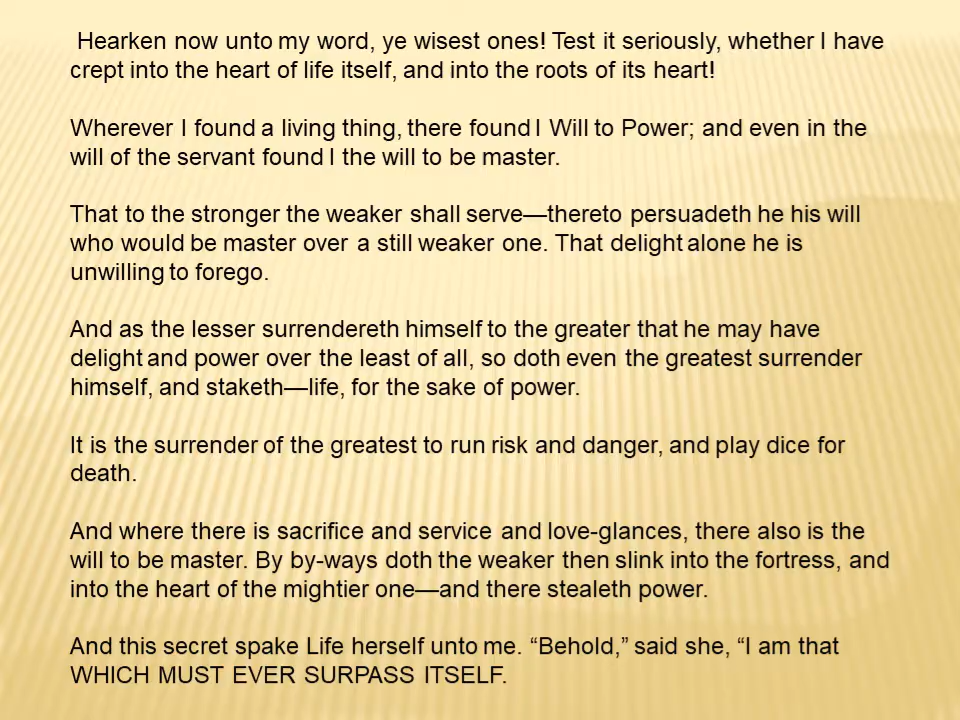 Hearken now unto my word, ye wisest ones! Test it seriously, whether I have
crept into the heart of life itself, and into the roots of its heart!
Wherever I found a living thing, there found I Will to Power; and even in the
will of the servant found I the will to be master.
That to the stronger the weaker shall serve—thereto persuadeth he his will
who would be master over a still weaker one. That delight alone he is
unwilling to forego.
And as the lesser surrendereth himself to the greater that he may have
delight and power over the least of all, so doth even the greatest surrender
himself, and staketh—life, for the sake of power.
It is the surrender of the greatest to run risk and danger, and play dice for
death.
And where there is sacrifice and service and love-glances, there also is the
will to be master. By by-ways doth the weaker then slink into the fortress, and
into the heart of the mightier one—and there stealeth power.
And this secret spake Life herself unto me. “Behold,” said she, “I am that
WHICH MUST EVER SURPASS ITSELF.